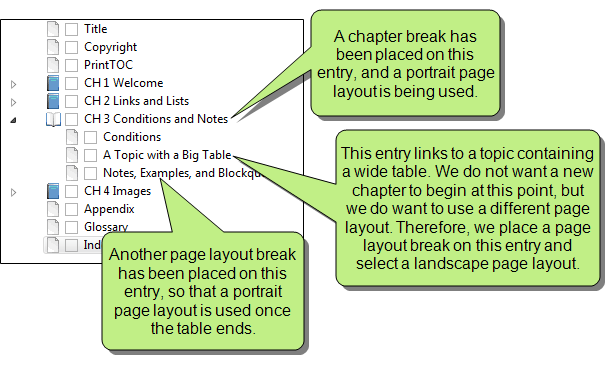 Title
Copyright
PrintTOC
CH 1 Welcome
CH 2 Links and Lists
CH 3 Conditions and Notes
Conditions
A Topic with a Big Table
Notes, Examples, and Blockqu
CH 4 Images
Appendix
Glossary
Ind
A chapter break has
been placed on this
entry, and a portrait page
layout is being used.
This entry links to a topic containing
a wide table. We do not want a new
chapter to begin at this point, but
we do want to use a different page
layout. Therefore, we place a page
layout break on this entry and
select a landscape page layout.
Another page layout break
has been placed on this
entry, so that a portrait
page layout is used once
the table ends.